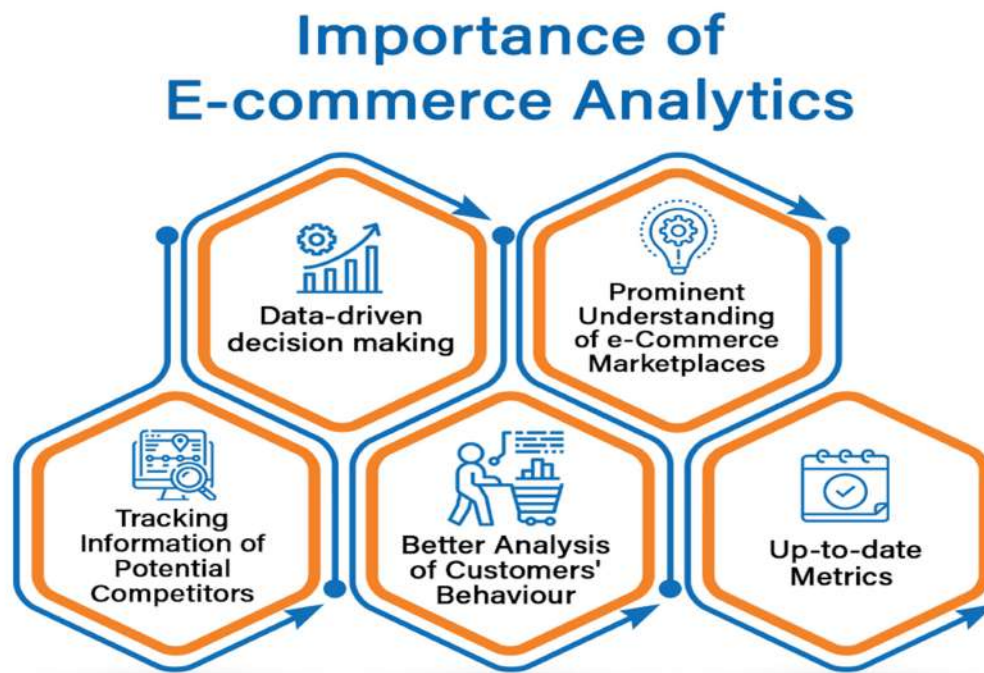 Importance of
E-commerce Analytics
Data-driven
decision making
Prominent
Understanding
of e-Commerce
Marketplaces
Tracking
Information of
Potential
Competitors
Better Analysis
of Customers'
Behaviour
Up-to-date
Metrics